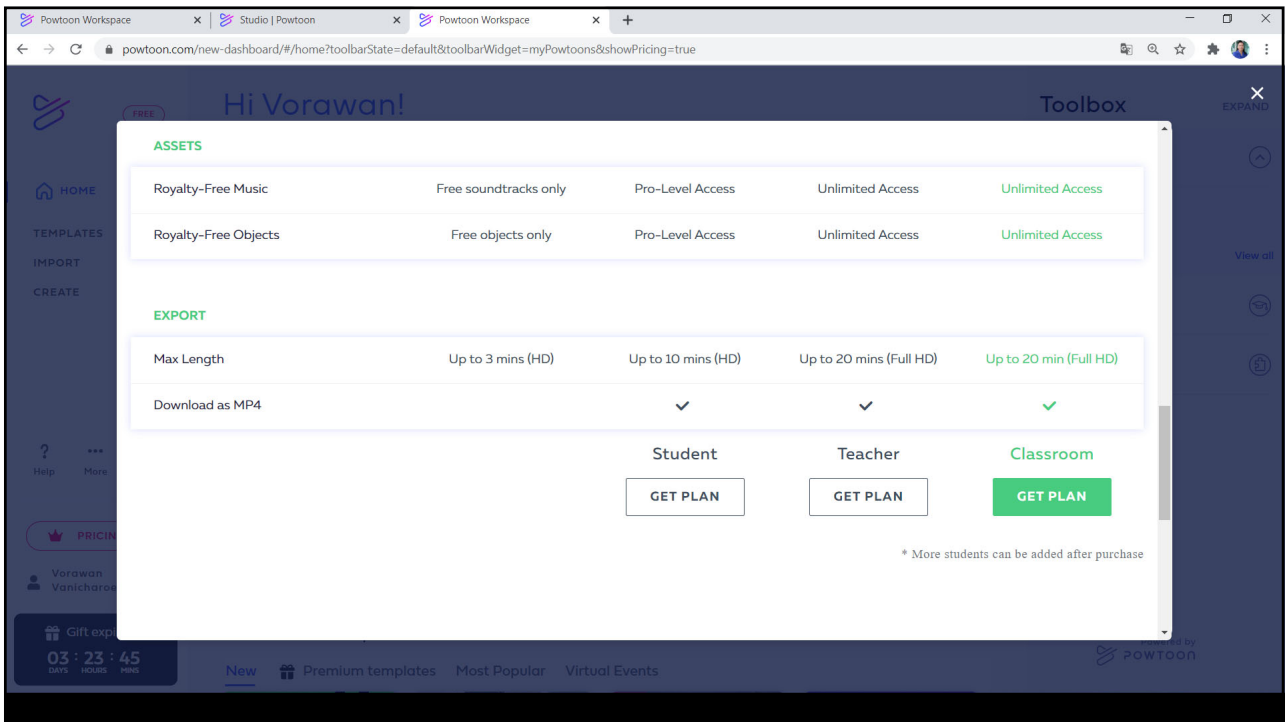 Powtoon Workspace
Studio | Powtoon
Powtoon Workspace
powtoon.com/new-dashboard/#/home?toolbarState=default&toolbarWidget=myPowtoons&showPricing=true
FREE
Hi Vorawan!
Toolbox
EXPAND
HOME
TEMPLATES
IMPORT
CREATE
View all
ASSETS
Royalty-Free Music Free soundtracks only Pro-Level Access Unlimited Access Unlimited Access
Royalty-Free Objects Free objects only Pro-Level Access Unlimited Access Unlimited Access
EXPORT
Max Length Up to 3 mins (HD) Up to 10 mins (HD) Up to 20 mins (Full HD) Up to 20 min (Full HD)
Download as MP4
Student Teacher Classroom
GET PLAN GET PLAN GET PLAN
* More students can be added after purchase
Help More
Vorawan
Gift
03 : 23 : 45
DAYS HOURS MINS
New Premium templates Most Popular Virtual Events
by
POWTOON